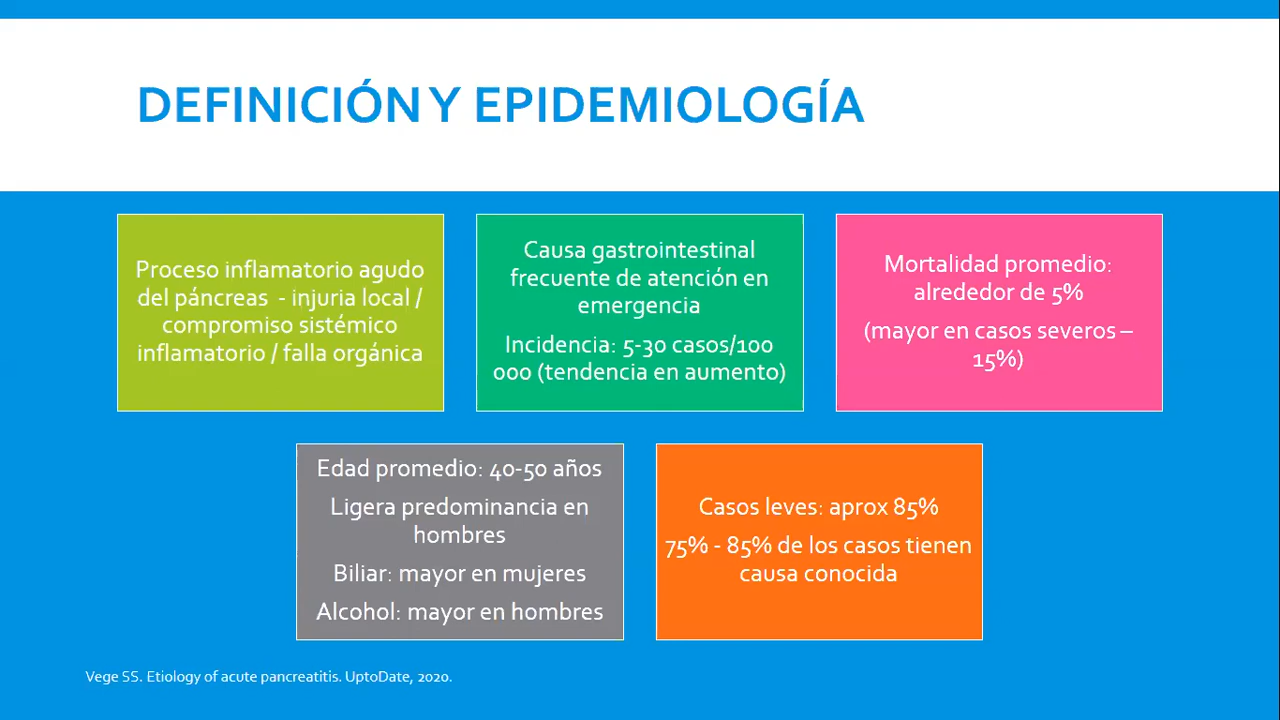 DEFINICIÓN Y EPIDEMIOLOGÍA
Proceso inflamatorio agudo
del páncreas - injuria local /
compromiso sistémico
inflamatorio / falla orgánica
Causa gastrointestinal
frecuente de atención en
emergencia
Incidencia: 5-30 casos/100
000 (tendencia en aumento)
Mortalidad promedio:
alrededor de 5%
(mayor en casos severos –
15%)
Edad promedio: 40-50 años
Ligera predominancia en
hombres
Biliar: mayor en mujeres
Alcohol: mayor en hombres
Casos leves: aprox 85%
75% - 85% de los casos tienen
causa conocida
Vege SS. Etiology of acute pancreatitis. UptoDate, 2020.